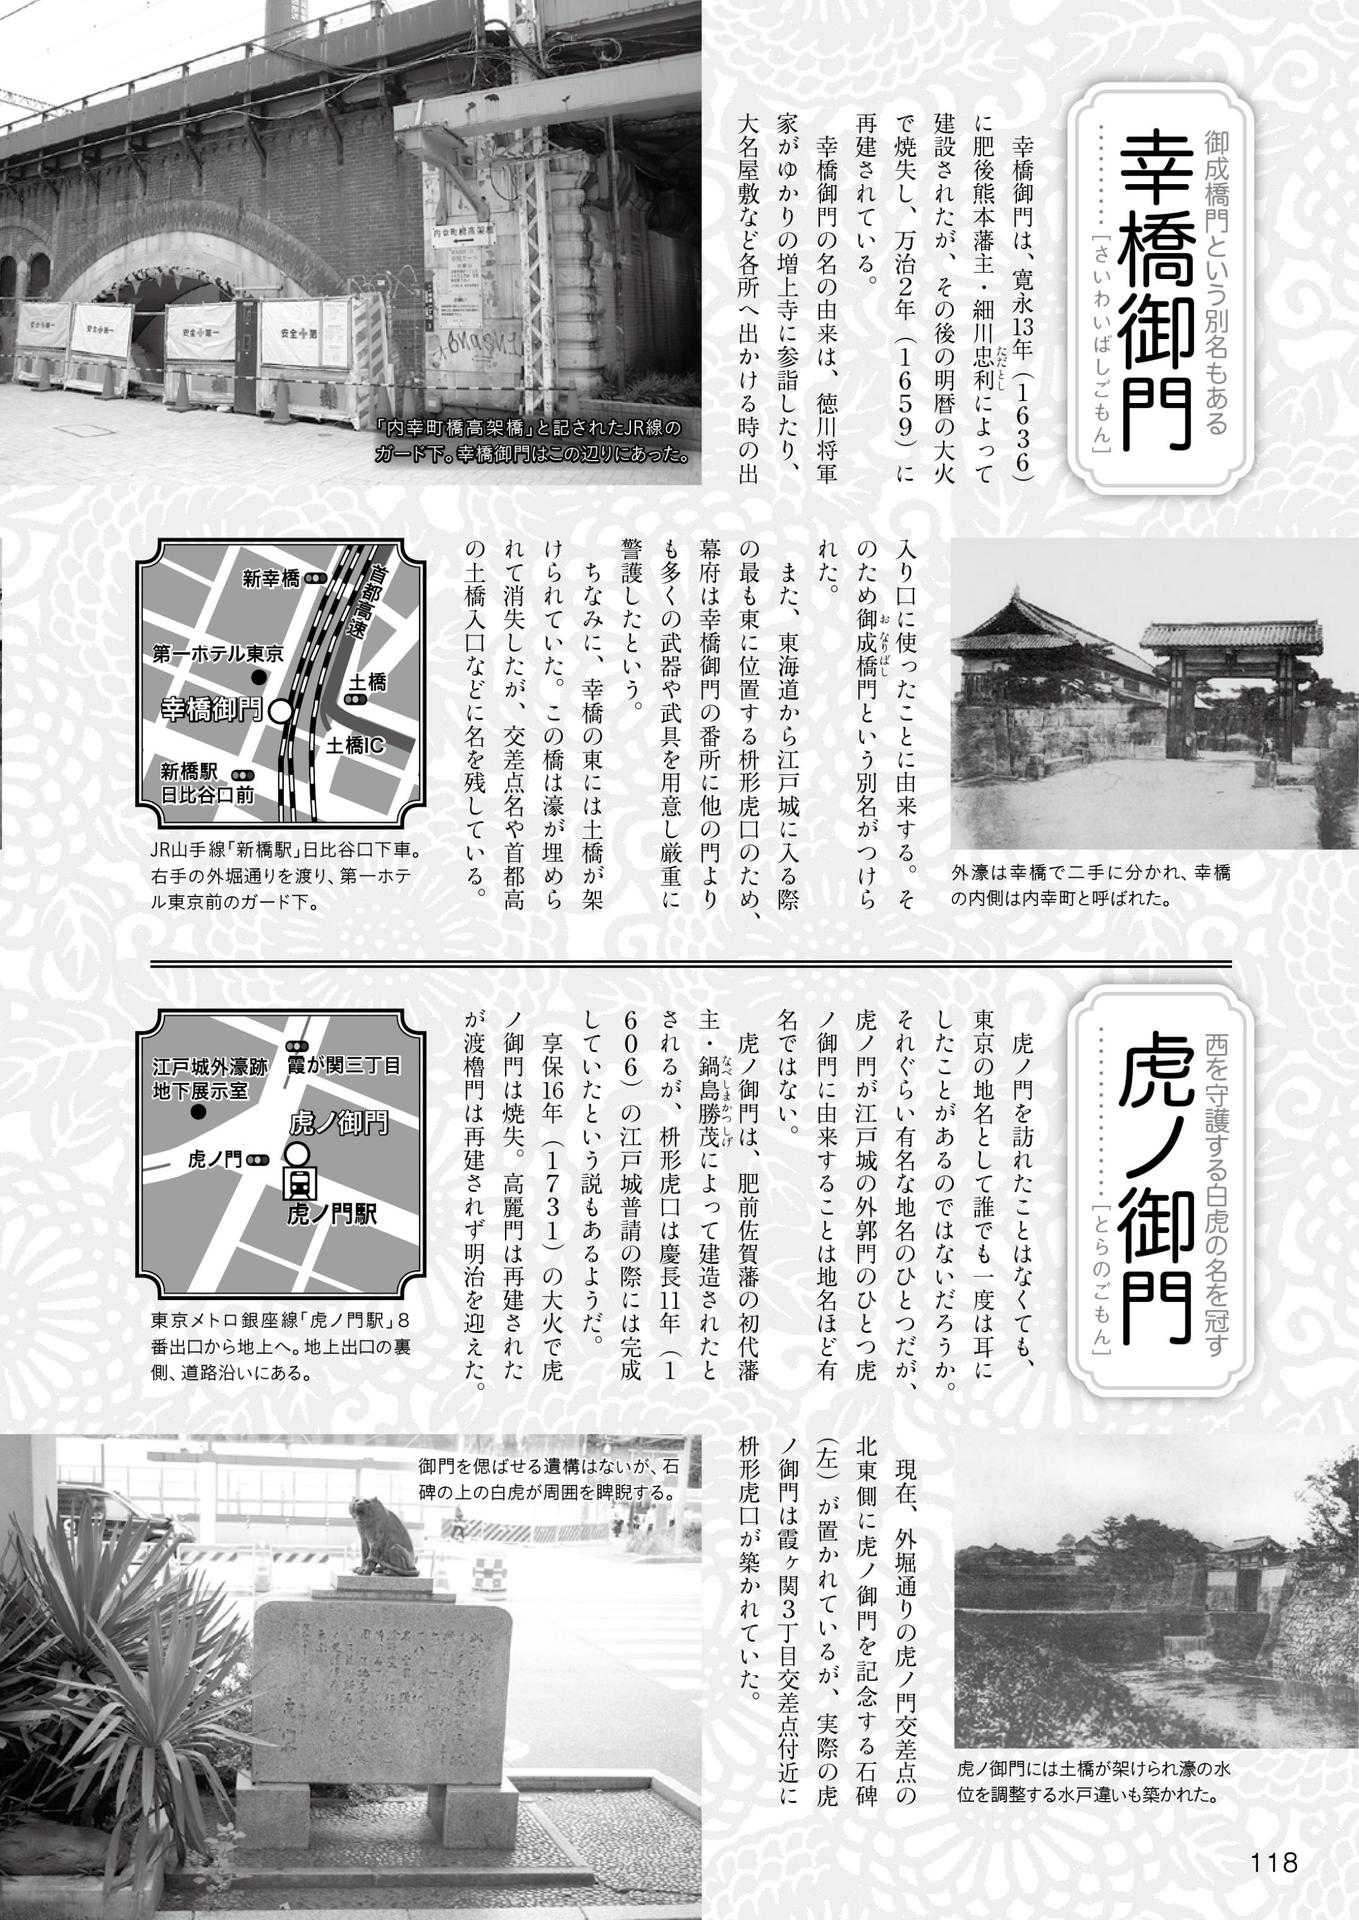 御成橋門という別名もある
幸橋御門
[さいわいばしごもん]
幸橋御門は、寛永13年（1636）
に肥後熊本藩主・細川忠利によって
ただとし
建設されたが、その後の明暦の大火
で焼失し、万治2年（1659）に
再建されている。
幸橋御門の名の由来は、徳川将軍
家がゆかりの増上寺に参詣したり、
大名屋敷など各所へ出かける時の出
内幸町橋高架橋
安全＋第一
安全＋第一
安全＋第一
安全＋第
「内幸町橋高架橋」と記されたJR線の
ガード下。幸橋御門はこの辺りにあった。
外濠は幸橋で二手に分かれ、幸橋
の内側は内幸町と呼ばれた。
入り口に使ったことに由来する。そ
のため御成橋門という別名がつけら
おなりばし
れた。
また、東海道から江戸城に入る際
の最も東に位置する枡形虎口のため、
幕府は幸橋御門の番所に他の門より
も多くの武器や武具を用意し厳重に
警護したという。
ちなみに、幸橋の東には土橋が架
けられていた。この橋は濠が埋めら
れて消失したが、交差点名や首都高
の土橋入口などに名を残している。
新幸橋
首都高速
第一ホテル東京
土橋
幸橋御門
土橋IC
新橋駅
日比谷口前
JR山手線「新橋駅」日比谷口下車。
右手の外堀通りを渡り、第一ホテ
ル東京前のガード下。
西を守護する白虎の名を冠す
虎ノ御門
[とらのごもん]
虎ノ門を訪れたことはなくても、
東京の地名として誰でも一度は耳に
したことがあるのではないだろうか。
それぐらい有名な地名のひとつだが、
虎ノ門が江戸城の外郭門のひとつ虎
ノ御門に由来することは地名ほど有
名ではない。
虎ノ御門は、肥前佐賀藩の初代藩
主・鍋島勝茂によって建造されたと
なべしまかつしげ
されるが、枡形虎口は慶長11年（1
606）の江戸城普請の際には完成
していたという説もあるようだ。
享保16年（1731）の大火で虎
ノ御門は焼失。高麗門は再建された
が渡櫓門は再建されず明治を迎えた。
江戸城外濠跡
地下展示室
霞が関三丁目
虎ノ御門
虎ノ門
虎ノ門駅
東京メトロ銀座線「虎ノ門駅」8
番出口から地上へ。地上出口の裏
側、道路沿いにある。
虎ノ御門には土橋が架けられ濠の水
位を調整する水戸違いも築かれた。
現在、外堀通りの虎ノ門交差点の
北東側に虎ノ御門を記念する石碑
（左）が置かれているが、実際の虎
ノ御門は霞ヶ関3丁目交差点付近に
枡形虎口が築かれていた。
御門を偲ばせる遺構はないが、石
碑の上の白虎が周囲を睥睨する。
118